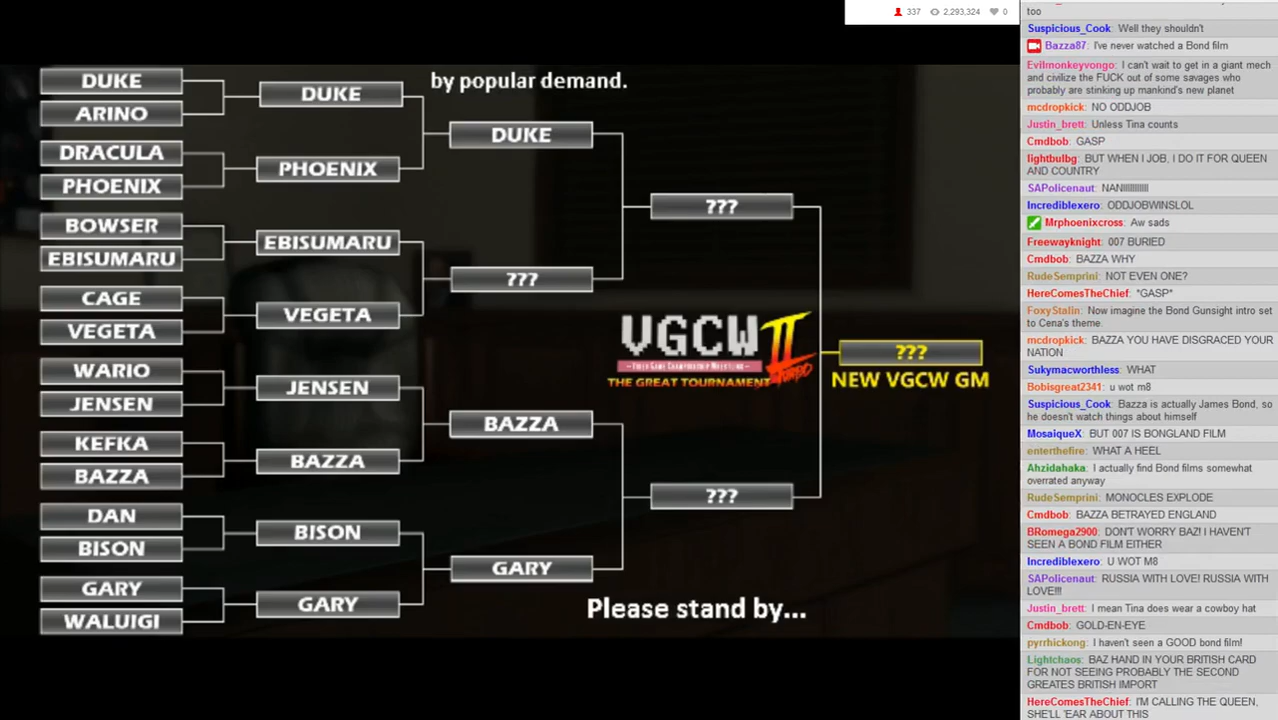 337 2,293,324 0
by popular demand.
DUKE
ARINO
DRACULA
PHOENIX
BOWSER
EBISUMARU
CAGE
VEGETA
WARIO
JENSEN
KEFKA
BAZZA
DAN
BISON
GARY
WALUIGI
DUKE
PHOENIX
EBISUMARU
VEGETA
JENSEN
BAZZA
BISON
GARY
DUKE
???
BAZZA
GARY
???
???
VGCW II
THE GREAT TOURNAMENT TURBO
???
NEW VGCW GM
Please stand by...
too
Suspicious_Cook: Well they shouldn't
Bazza87: I've never watched a Bond film
Evilmonkeyvongo: I can't wait to get in a giant mech
and civilize the FUCK out of some savages who
probably are stinking up mankind's new planet
mcdropkick: NO ODDJOB
Justin_brett: Unless Tina counts
Cmdbob: GASP
lightbulbg: BUT WHEN I JOB, I DO IT FOR QUEEN
AND COUNTRY
SAPolicenaut: NANIIIIIIIIII
Incrediblexero: ODDJOBWINSLOL
Mrphoenixcross: Aw sads
Freewayknight: 007 BURIED
Cmdbob: BAZZA WHY
RudeSemprini: NOT EVEN ONE?
HereComesTheChief: *GASP*
FoxyStalin: Now imagine the Bond Gunsight intro set
to Cena's theme.
mcdropkick: BAZZA YOU HAVE DISGRACED YOUR
NATION
Sukymacworthless: WHAT
Bobisgreat2341: u wot m8
Suspicious_Cook: Bazza is actually James Bond, so
he doesn't watch things about himself
MosaiqueX: BUT 007 IS BONGLAND FILM
enterthefire: WHAT A HEEL
Ahzidahaka: I actually find Bond films somewhat
overrated anyway
RudeSemprini: MONOCLES EXPLODE
Cmdbob: BAZZA BETRAYED ENGLAND
BRomega2900: DON'T WORRY BAZ! I HAVEN'T
SEEN A BOND FILM EITHER
Incrediblexero: U WOT M8
SAPolicenaut: RUSSIA WITH LOVE! RUSSIA WITH
LOVE!!!
Justin_brett: I mean Tina does wear a cowboy hat
Cmdbob: GOLD-EN-EYE
pyrrhickong: I haven't seen a GOOD bond film!
Lightchaos: BAZ HAND IN YOUR BRITISH CARD
FOR NOT SEEING PROBABLY THE SECOND
GREATES BRITISH IMPORT
HereComesTheChief: I'M CALLING THE QUEEN,
SHE'LL 'EAR ABOUT THIS